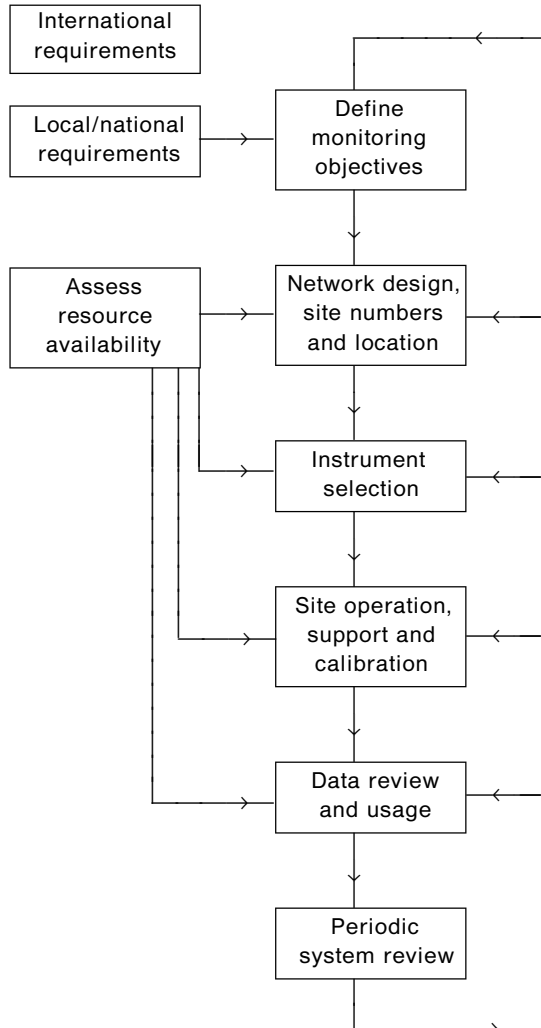 International
requirements
Local/national
requirements
Define
monitoring
objectives
Assess
resource
availability
Network design,
site numbers
and location
Instrument
selection
Site operation,
support and
calibration
Data review
and usage
Periodic
system review